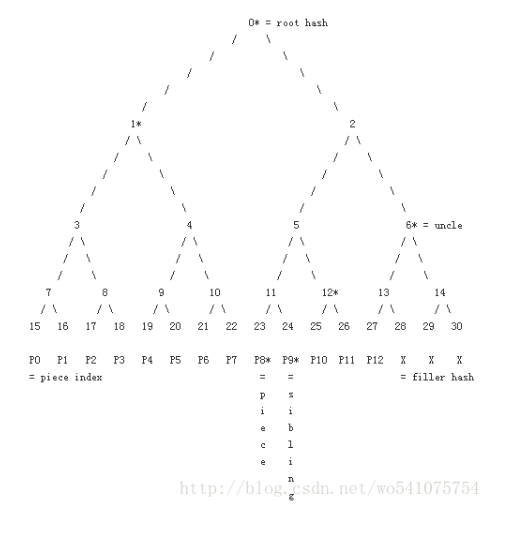 0* = root hash
/ \
/ \
/ \
/ \
/ \
1* 2
/ \ / \
/ \ / \
/ \ / \
/ \ / \
/ \ / \
3 4 5 6* = uncle
/ \ / \ / \ / \
/ \ / \ / \ / \
/ \ / \ / \ / \
7 8 9 10 11 12* 13 14
/ \ / \ / \ / \ / \ / \ / \ / \
15 16 17 18 19 20 21 22 23 24 25 26 27 28 29 30
P0 P1 P2 P3 P4 P5 P6 P7 P8* P9* P10 P11 P12 X X X
= piece index = = = filler hash
p s
i i
e b
c l
e i
n
g
http://blog.csdn.net/wo541075754